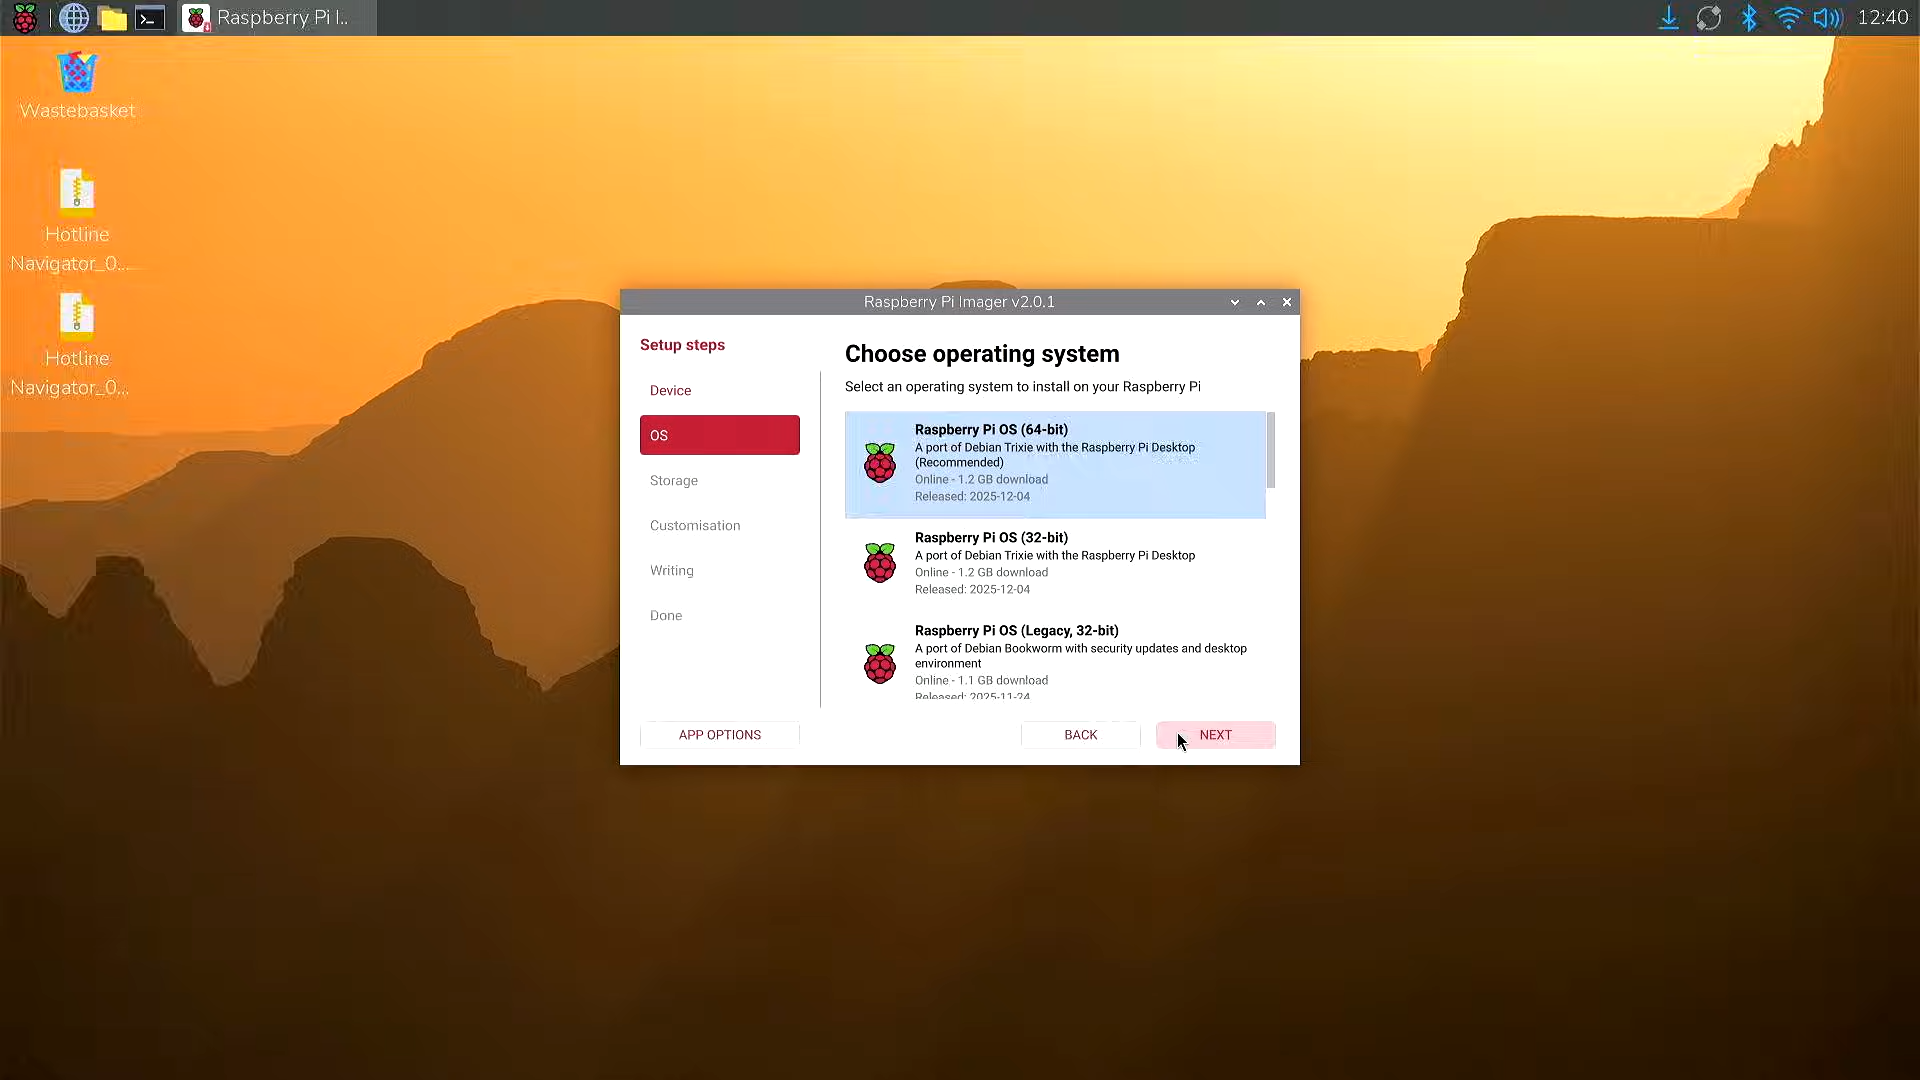 Raspberry Pi I..
12:40
Wastebasket
Hotline
Navigator_0...
Hotline
Navigator_0...
Raspberry Pi Imager v2.0.1
Setup steps
Device
OS
Storage
Customisation
Writing
Done
APP OPTIONS
Choose operating system
Select an operating system to install on your Raspberry Pi
Raspberry Pi OS (64-bit)
A port of Debian Trixie with the Raspberry Pi Desktop
(Recommended)
Online - 1.2 GB download
Released: 2025-12-04
Raspberry Pi OS (32-bit)
A port of Debian Trixie with the Raspberry Pi Desktop
Online - 1.2 GB download
Released: 2025-12-04
Raspberry Pi OS (Legacy, 32-bit)
A port of Debian Bookworm with security updates and desktop
environment
Online - 1.1 GB download
Released: 2025-11-24
BACK
NEXT